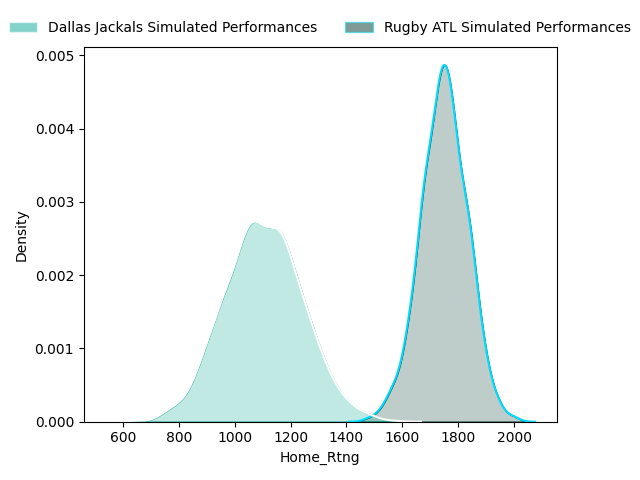 Dallas Jackals Simulated Performances
Rugby ATL Simulated Performances
0.005
0.004
0.003
0.002
0.001
0.000
Density
600 800 1000 1200 1400 1600 1800 2000
Home_Rtng